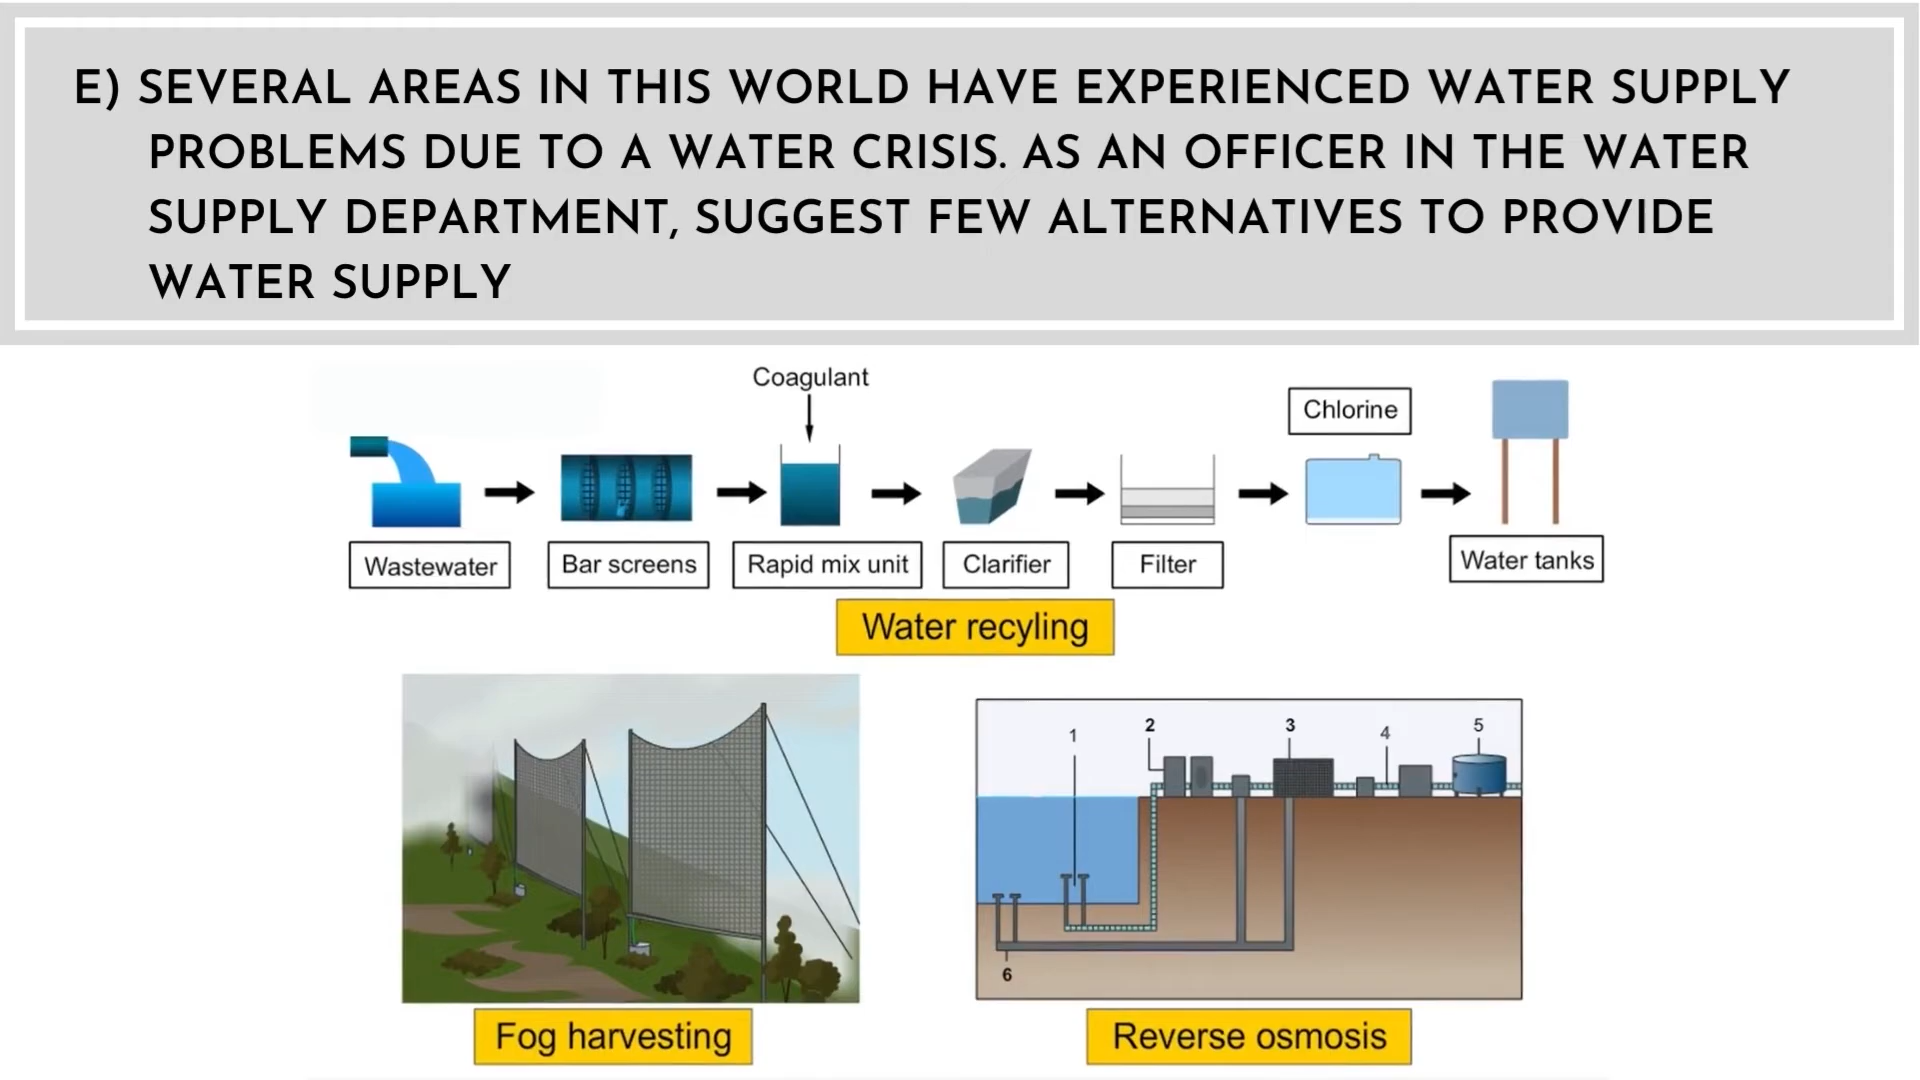 E) SEVERAL AREAS IN THIS WORLD HAVE EXPERIENCED WATER SUPPLY
PROBLEMS DUE TO A WATER CRISIS. AS AN OFFICER IN THE WATER
SUPPLY DEPARTMENT, SUGGEST FEW ALTERNATIVES TO PROVIDE
WATER SUPPLY
Coagulant
Chlorine
Wastewater
Bar screens
Rapid mix unit
Clarifier
Filter
Water tanks
Water recyling
1
2
3
4
5
6
Fog harvesting
Reverse osmosis